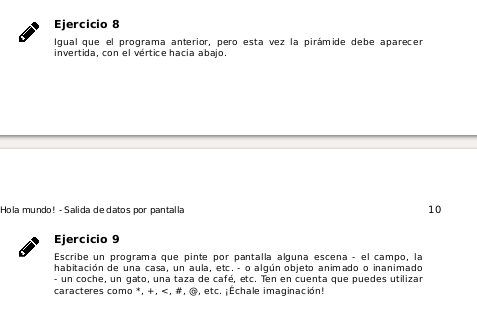 Ejercicio 8
Igual que el programa anterior, pero esta vez la pirámide debe aparecer
invertida, con el vértice hacia abajo.
Hola mundo! - Salida de datos por pantalla
10
Ejercicio 9
Escribe un programa que pinte por pantalla alguna escena - el campo, la
habitación de una casa, un aula, etc. - o algún objeto animado o inanimado
- un coche, un gato, una taza de café, etc. Ten en cuenta que puedes utilizar
caracteres como *, +, <, #, @, etc. ¡Échale imaginación!